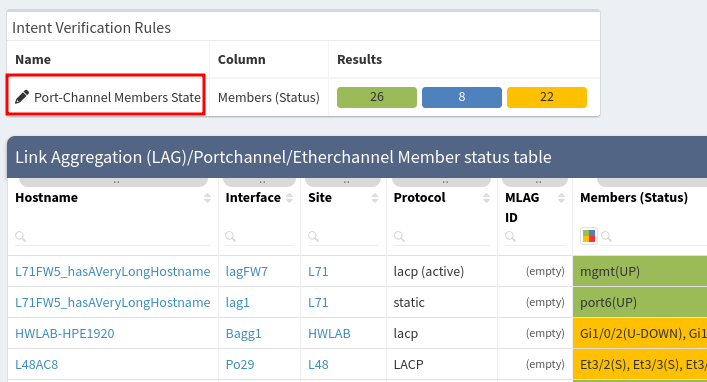 Intent Verification Rules
Name Column Results
Port-Channel Members State Members (Status) 26 8 22
Link Aggregation (LAG)/Portchannel/Etherchannel Member status table
Hostname Interface Site Protocol MLAG ID Members (Status)
L71FW5_hasAVeryLongHostname lagFW7 L71 lacp (active) (empty) mgmt(UP)
L71FW5_hasAVeryLongHostname lag1 L71 static (empty) port6(UP)
HWLAB-HPE1920 Bagg1 HWLAB lacp (empty) Gi1/0/2(U-DOWN), Gi1
L48AC8 Po29 L48 LACP (empty) Et3/2(S), Et3/3(S), Et3/